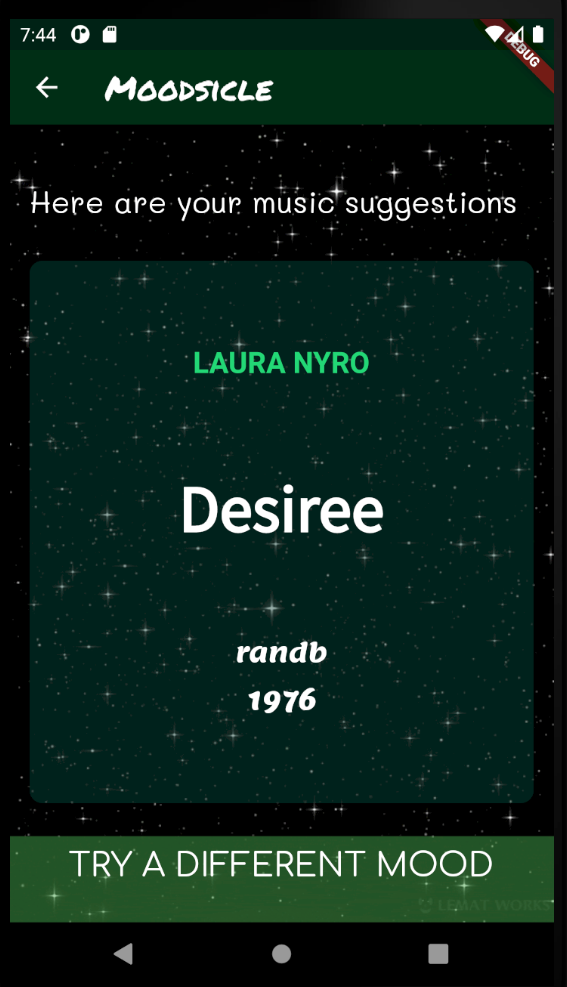 7:44
DEBUG
Moodsicle
Here are your music suggestions
LAURA NYRO
Desiree
randb
1976
TRY A DIFFERENT MOOD
LEMAT WORKS